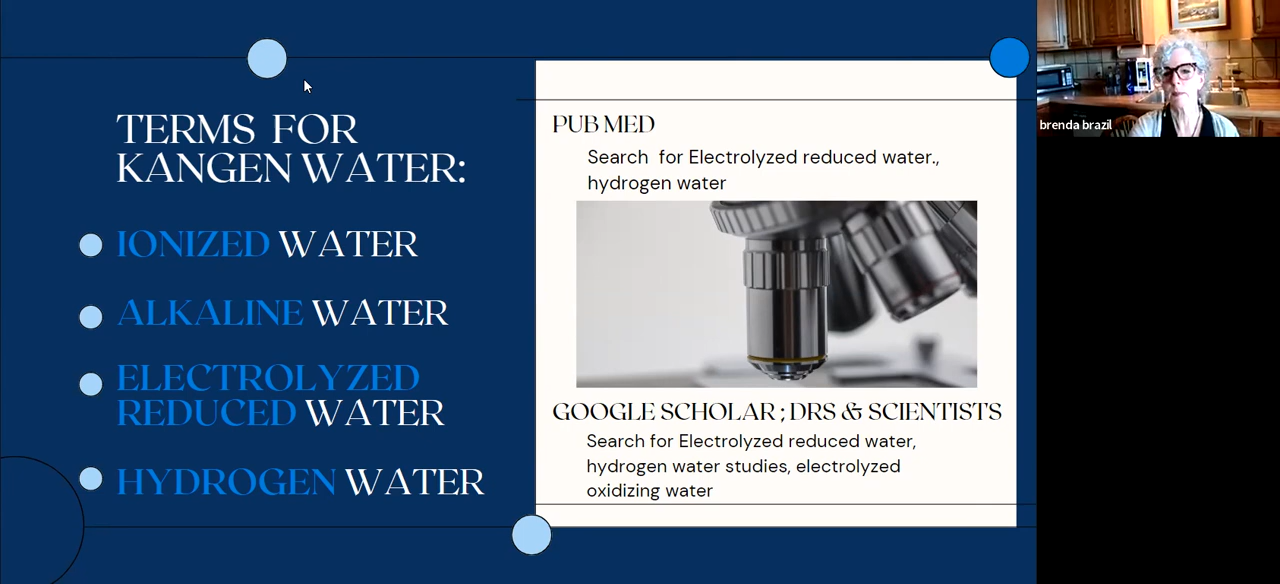 TERMS FOR
KANGEN WATER:
IONIZED WATER
ALKALINE WATER
ELECTROLYZED
REDUCED WATER
HYDROGEN WATER
PUB MED
Search for Electrolyzed reduced water.,
hydrogen water
GOOGLE SCHOLAR ; DRS & SCIENTISTS
Search for Electrolyzed reduced water,
hydrogen water studies, electrolyzed
oxidizing water
brenda brazil